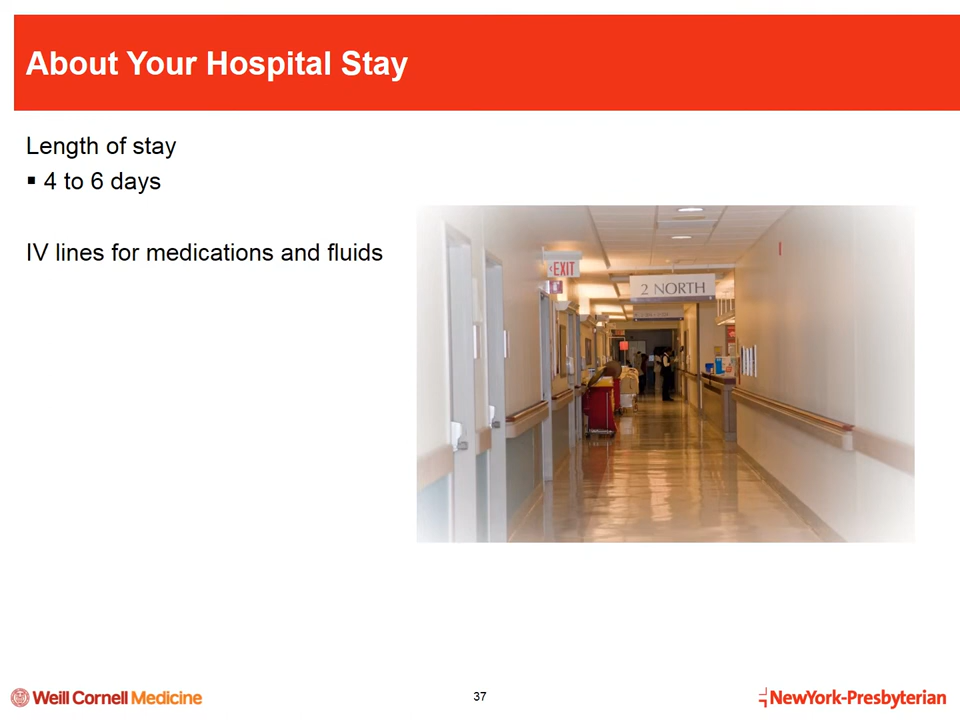 About Your Hospital Stay
Length of stay
▪ 4 to 6 days
IV lines for medications and fluids
EXIT
2 NORTH
Weill Cornell Medicine
37
NewYork-Presbyterian